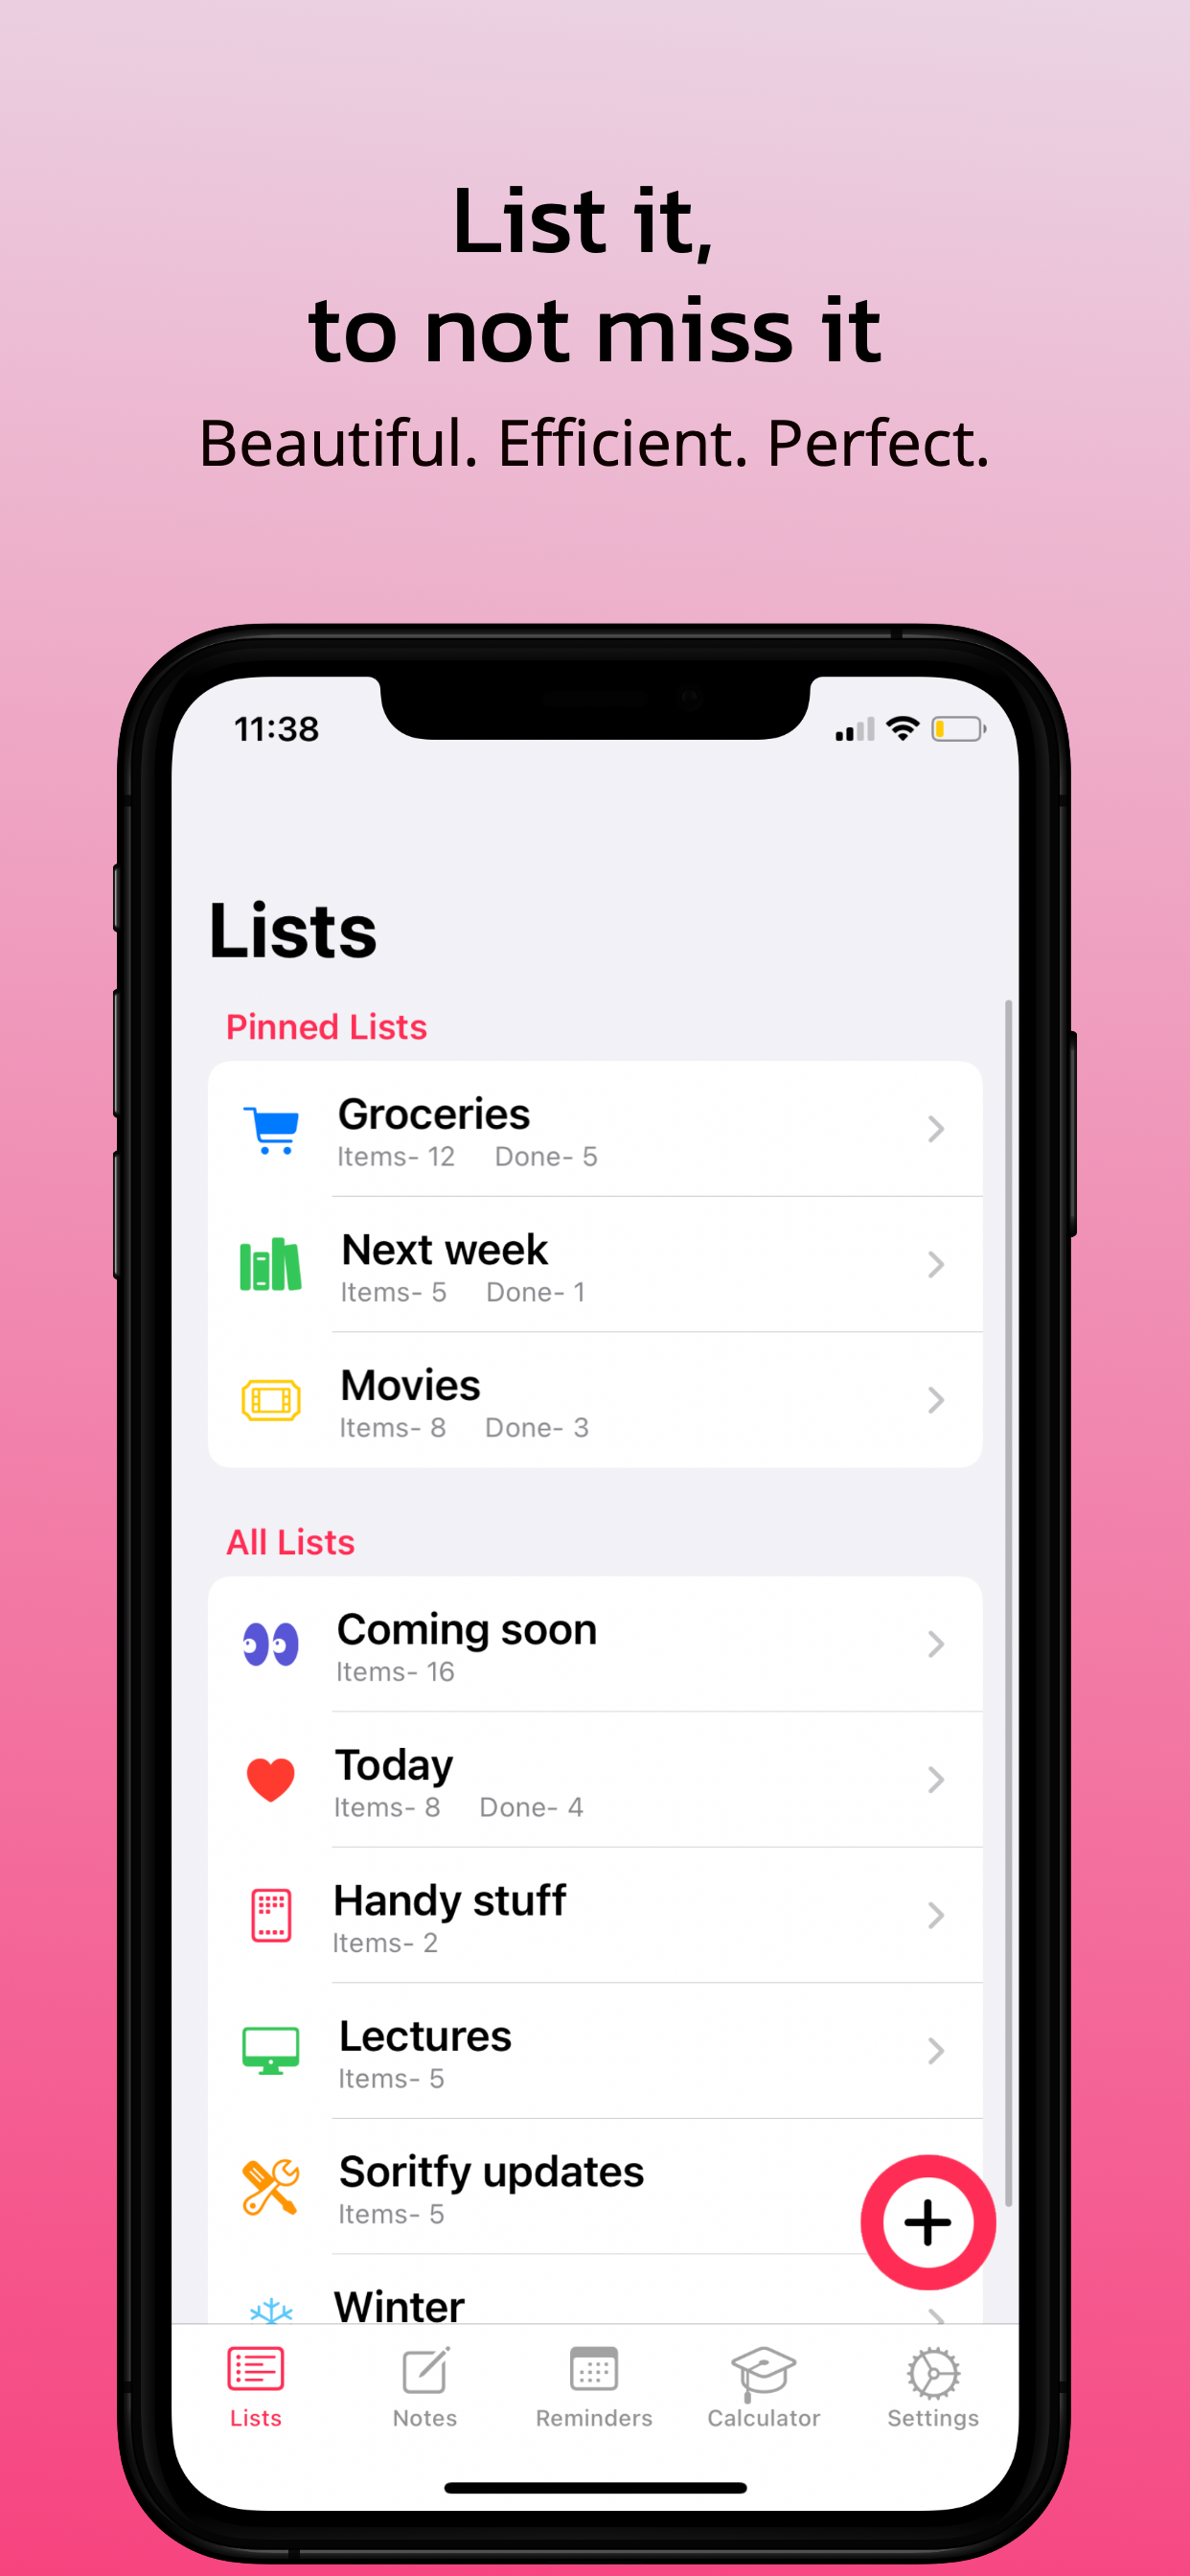 List it,
to not miss it
Beautiful. Efficient. Perfect.
11:38
Lists
Pinned Lists
Groceries
Items- 12 Done- 5
Next week
Items- 5 Done- 1
Movies
Items- 8 Done- 3
All Lists
Coming soon
Items- 16
Today
Items- 8 Done- 4
Handy stuff
Items- 2
Lectures
Items- 5
Soritfy updates
Items- 5
Winter
Lists Notes Reminders Calculator Settings